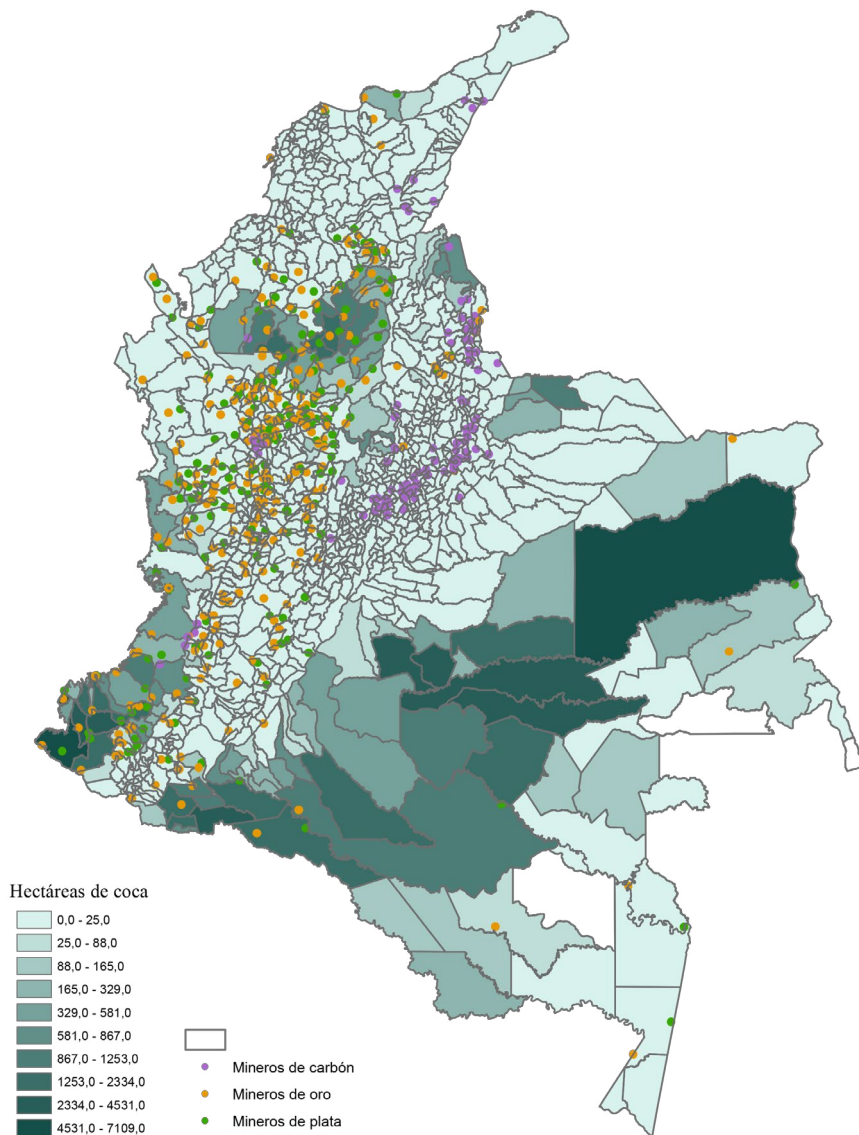 Hectáreas de coca
0,0 - 25,0
25,0 - 88,0
88,0 - 165,0
165,0 - 329,0
329,0 - 581,0
581,0 - 867,0
867,0 - 1253,0
1253,0 - 2334,0
2334,0 - 4531,0
4531,0 - 7109,0
Mineros de carbón
Mineros de oro
Mineros de plata